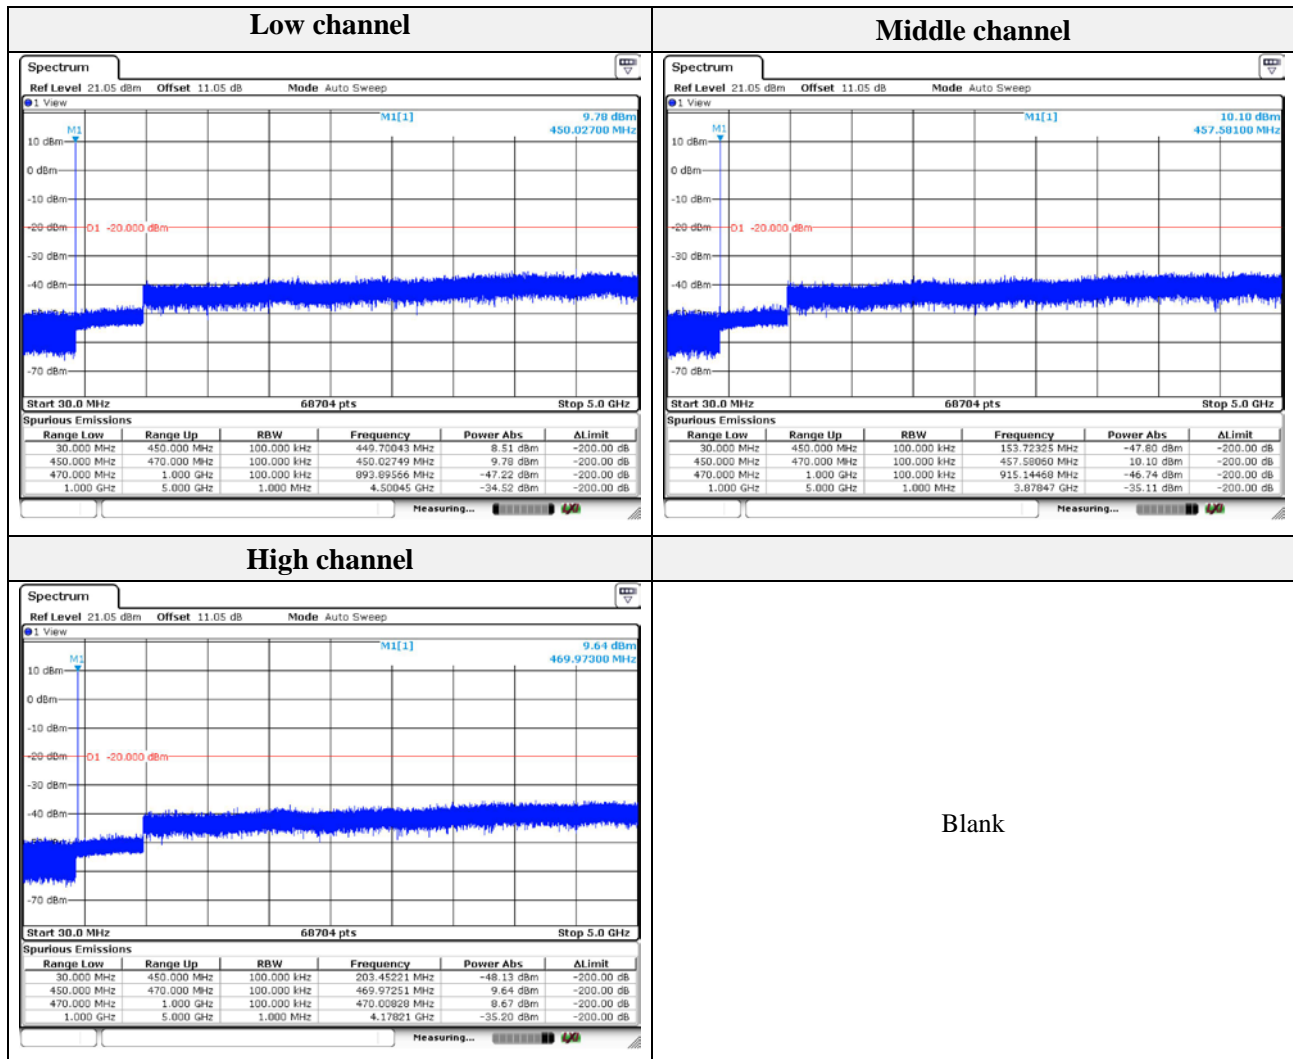 Low channel
Spectrum
Ref Level 21.05 dBm Offset 11.05 dB Mode Auto Sweep
1 View
M1[1] 9.78 dBm
450.02700 MHz
M1
10 dBm
0 dBm
-10 dBm
-20 dBm D1 -20.000 dBm
-30 dBm
-40 dBm
-70 dBm
Start 30.0 MHz 68704 pts Stop 5.0 GHz
Spurious Emissions
Range Low Range Up RBW Frequency Power Abs ΔLimit
30.000 MHz 450.000 MHz 100.000 kHz 449.70043 MHz 8.51 dBm -200.00 dB
450.000 MHz 470.000 MHz 100.000 kHz 450.02749 MHz 9.78 dBm -200.00 dB
470.000 MHz 1.000 GHz 100.000 kHz 893.89566 MHz -47.22 dBm -200.00 dB
1.000 GHz 5.000 GHz 1.000 MHz 4.50045 GHz -34.52 dBm -200.00 dB
Measuring...
Middle channel
Spectrum
Ref Level 21.05 dBm Offset 11.05 dB Mode Auto Sweep
1 View
M1[1] 10.10 dBm
457.58100 MHz
M1
10 dBm
0 dBm
-10 dBm
-20 dBm D1 -20.000 dBm
-30 dBm
-40 dBm
-70 dBm
Start 30.0 MHz 68704 pts Stop 5.0 GHz
Spurious Emissions
Range Low Range Up RBW Frequency Power Abs ΔLimit
30.000 MHz 450.000 MHz 100.000 kHz 153.72325 MHz -47.80 dBm -200.00 dB
450.000 MHz 470.000 MHz 100.000 kHz 457.58060 MHz 10.10 dBm -200.00 dB
470.000 MHz 1.000 GHz 100.000 kHz 915.14468 MHz -46.74 dBm -200.00 dB
1.000 GHz 5.000 GHz 1.000 MHz 3.87847 GHz -35.11 dBm -200.00 dB
Measuring...
High channel
Spectrum
Ref Level 21.05 dBm Offset 11.05 dB Mode Auto Sweep
1 View
M1[1] 9.64 dBm
469.97300 MHz
M1
10 dBm
0 dBm
-10 dBm
-20 dBm D1 -20.000 dBm
-30 dBm
-40 dBm
-70 dBm
Start 30.0 MHz 68704 pts Stop 5.0 GHz
Spurious Emissions
Range Low Range Up RBW Frequency Power Abs ΔLimit
30.000 MHz 450.000 MHz 100.000 kHz 203.45221 MHz -48.13 dBm -200.00 dB
450.000 MHz 470.000 MHz 100.000 kHz 469.97251 MHz 9.64 dBm -200.00 dB
470.000 MHz 1.000 GHz 100.000 kHz 470.00828 MHz 8.67 dBm -200.00 dB
1.000 GHz 5.000 GHz 1.000 MHz 4.17821 GHz -35.20 dBm -200.00 dB
Measuring...
Blank